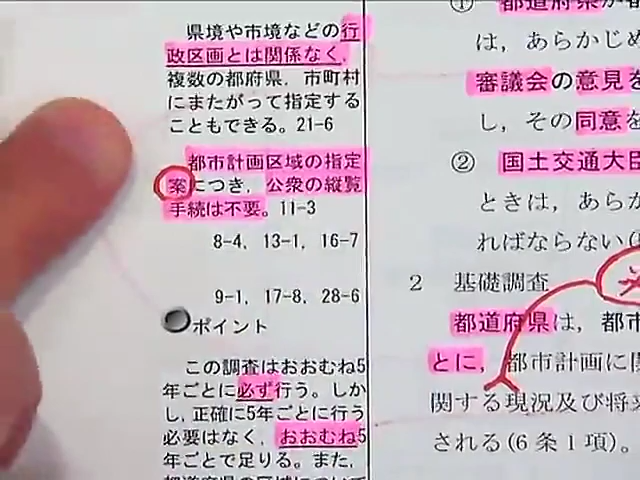 県境や市境などの行
政区画とは関係なく，
複数の都府県，市町村
にまたがって指定する
こともできる。21-6
都市計画区域の指定
案につき，公衆の縦覧
手続は不要。11-3
8-4，13-1，16-7
9-1，17-8，28-6
ポイント
この調査はおおむね5
年ごとに必ず行う。しか
し，正確に5年ごとに行う
必要はなく，おおむね5
年ごとで足りる。また，
① 都道府県が
は，あらかじめ
審議会の意見を
し，その同意を
② 国土交通大臣
ときは，あらか
ればならない
2 基礎調査
都道府県は，都市
とに，都市計画に関
関する現況及び将来
される(6条1項)。